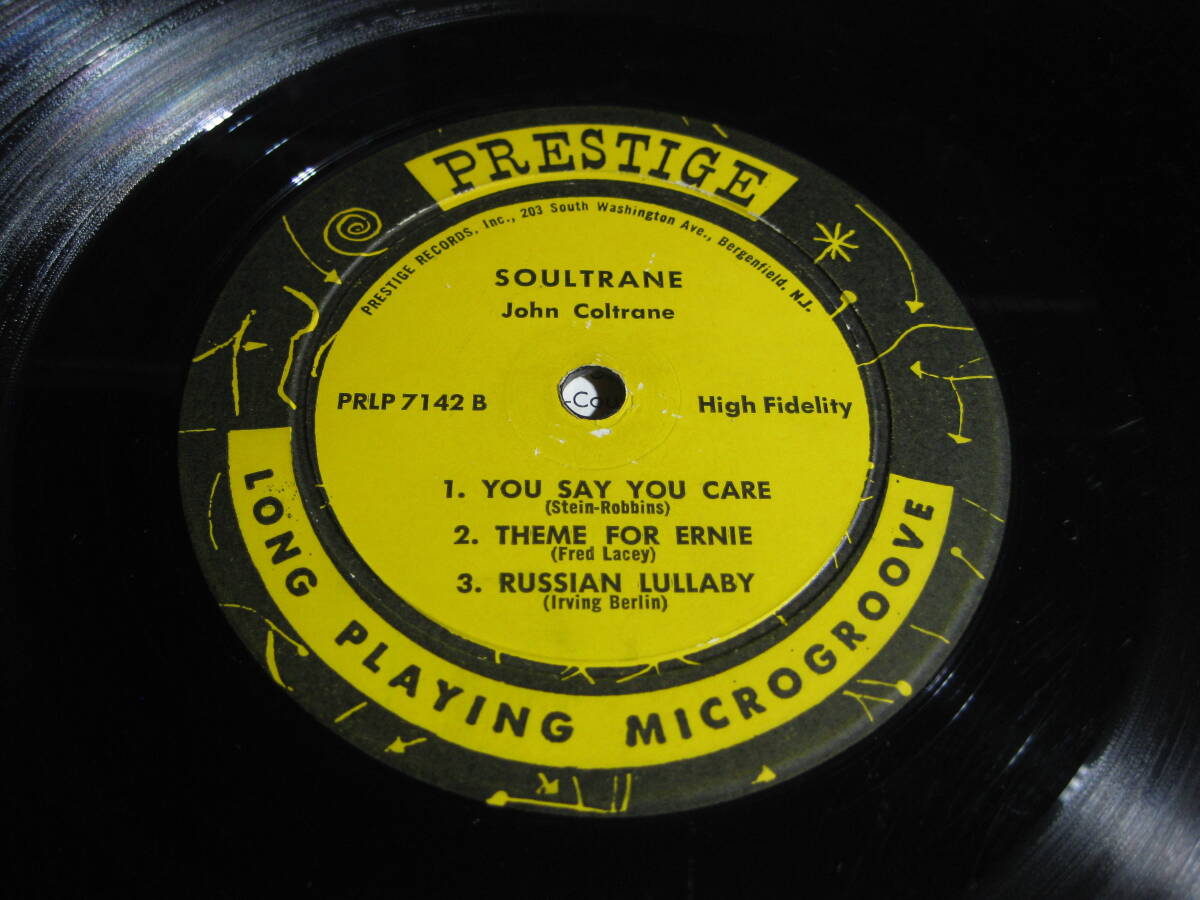 PRESTIGE
PRESTIGE RECORDS, Inc., 203 South Washington Ave., Bergenfield, N.J.
SOULTRANE
John Coltrane
PRLP 7142 B
High Fidelity
1. YOU SAY YOU CARE
(Stein-Robbins)
2. THEME FOR ERNIE
(Fred Lacey)
3. RUSSIAN LULLABY
(Irving Berlin)
LONG PLAYING MICROGROOVE